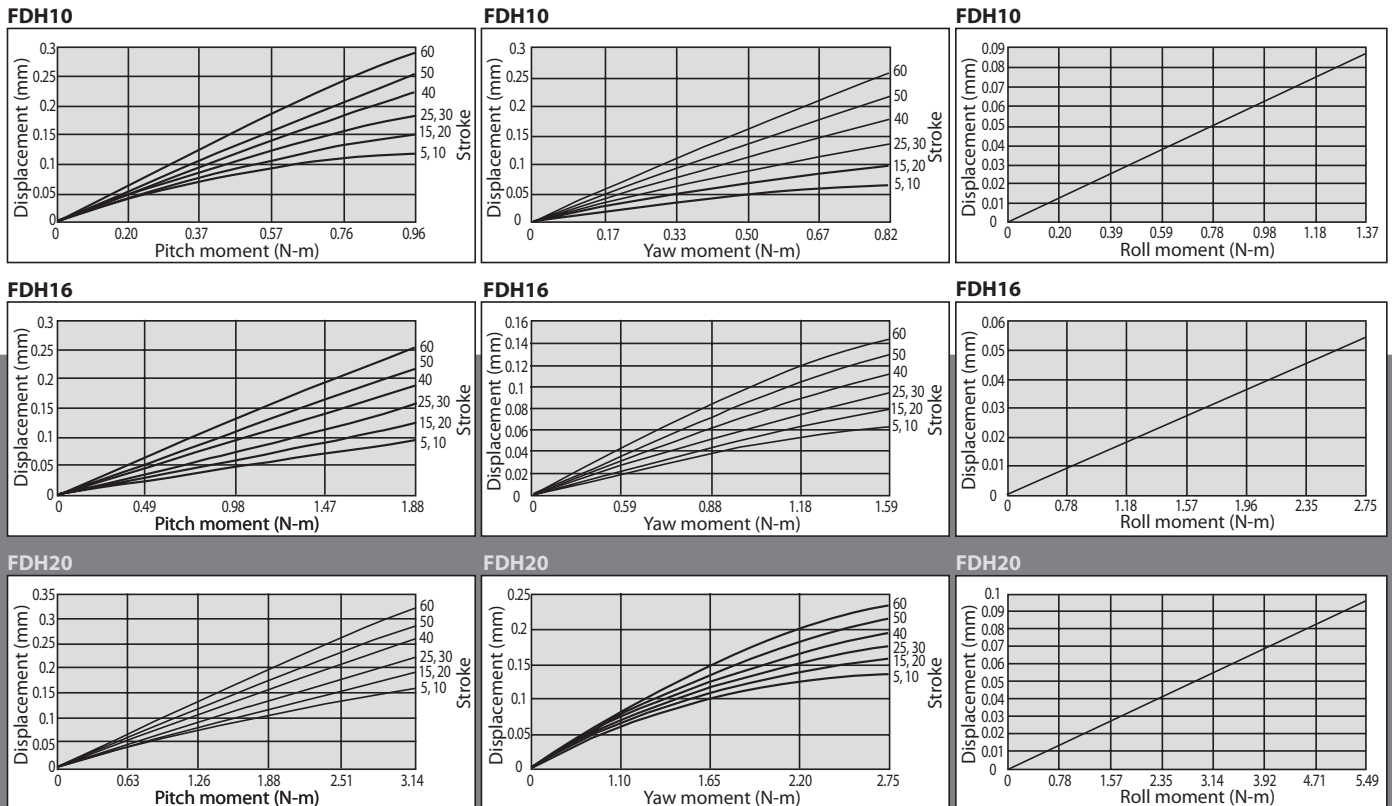 FDH10
Displacement (mm)
0.3
0.25
0.2
0.15
0.1
0.05
0
0 0.20 0.37 0.57 0.76 0.96
Pitch moment (N-m)
60
50
40
25, 30
15, 20
5, 10
Stroke
FDH10
Displacement (mm)
0.3
0.25
0.2
0.15
0.1
0.05
0
0 0.17 0.33 0.50 0.67 0.82
Yaw moment (N-m)
60
50
40
25, 30
15, 20
5, 10
Stroke
FDH10
Displacement (mm)
0.09
0.08
0.07
0.06
0.05
0.04
0.03
0.02
0.01
0
0 0.20 0.39 0.59 0.78 0.98 1.18 1.37
Roll moment (N-m)
FDH16
Displacement (mm)
0.3
0.25
0.2
0.15
0.1
0.05
0
0 0.49 0.98 1.47 1.88
Pitch moment (N-m)
60
50
40
25, 30
15, 20
5, 10
Stroke
FDH16
Displacement (mm)
0.16
0.14
0.12
0.1
0.08
0.06
0.04
0.02
0
0 0.59 0.88 1.18 1.59
Yaw moment (N-m)
60
50
40
25, 30
15, 20
5, 10
Stroke
FDH16
Displacement (mm)
0.06
0.05
0.04
0.03
0.02
0.01
0
0 0.78 1.18 1.57 1.96 2.35 2.75
Roll moment (N-m)
FDH20
Displacement (mm)
0.35
0.3
0.25
0.2
0.15
0.1
0.05
0
0 0.63 1.26 1.88 2.51 3.14
Pitch moment (N-m)
60
50
40
25, 30
15, 20
5, 10
Stroke
FDH20
Displacement (mm)
0.25
0.2
0.15
0.1
0.05
0
0 1.10 1.65 2.20 2.75
Yaw moment (N-m)
60
50
40
25, 30
15, 20
5, 10
Stroke
FDH20
Displacement (mm)
0.1
0.09
0.08
0.07
0.06
0.05
0.04
0.03
0.02
0.01
0
0 0.78 1.57 2.35 3.14 3.92 4.71 5.49
Roll moment (N-m)